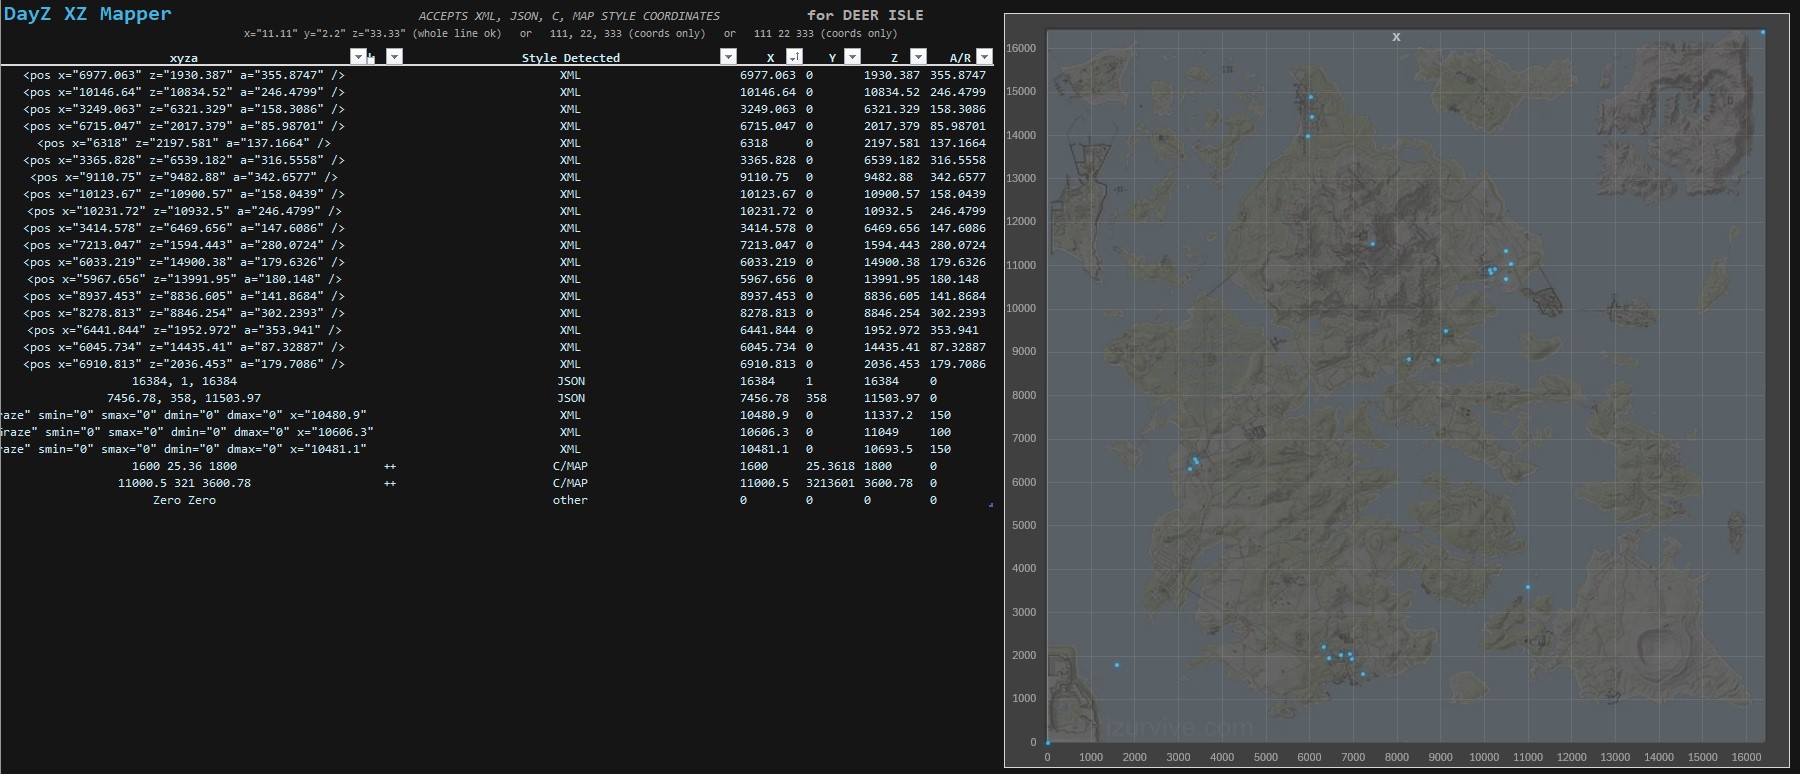 DayZ XZ Mapper
ACCEPTS XML, JSON, C, MAP STYLE COORDINATES
for DEER ISLE
x="11.11" y="2.2" z="33.33" (whole line ok) or 111, 22, 333 (coords only) or 111 22 333 (coords only)
xyza Style Detected X Y Z A/R
<pos x="6977.063" z="1930.387" a="355.8747" /> XML 6977.063 0 1930.387 355.8747
<pos x="10146.64" z="10834.52" a="246.4799" /> XML 10146.64 0 10834.52 246.4799
<pos x="3249.063" z="6321.329" a="158.3086" /> XML 3249.063 0 6321.329 158.3086
<pos x="6715.047" z="2017.379" a="85.98701" /> XML 6715.047 0 2017.379 85.98701
<pos x="6318" z="2197.581" a="137.1664" /> XML 6318 0 2197.581 137.1664
<pos x="3365.828" z="6539.182" a="316.5558" /> XML 3365.828 0 6539.182 316.5558
<pos x="9110.75" z="9482.88" a="342.6577" /> XML 9110.75 0 9482.88 342.6577
<pos x="10123.67" z="10900.57" a="158.0439" /> XML 10123.67 0 10900.57 158.0439
<pos x="10231.72" z="10932.5" a="246.4799" /> XML 10231.72 0 10932.5 246.4799
<pos x="3414.578" z="6469.656" a="147.6086" /> XML 3414.578 0 6469.656 147.6086
<pos x="7213.047" z="1594.443" a="280.0724" /> XML 7213.047 0 1594.443 280.0724
<pos x="6033.219" z="14900.38" a="179.6326" /> XML 6033.219 0 14900.38 179.6326
<pos x="5967.656" z="13991.95" a="180.148" /> XML 5967.656 0 13991.95 180.148
<pos x="8937.453" z="8836.605" a="141.8684" /> XML 8937.453 0 8836.605 141.8684
<pos x="8278.813" z="8846.254" a="302.2393" /> XML 8278.813 0 8846.254 302.2393
<pos x="6441.844" z="1952.972" a="353.941" /> XML 6441.844 0 1952.972 353.941
<pos x="6045.734" z="14435.41" a="87.32887" /> XML 6045.734 0 14435.41 87.32887
<pos x="6910.813" z="2036.453" a="179.7086" /> XML 6910.813 0 2036.453 179.7086
16384, 1, 16384 JSON 16384 1 16384 0
7456.78, 358, 11503.97 JSON 7456.78 358 11503.97 0
raze" smin="0" smax="0" dmin="0" dmax="0" x="10480.9" XML 10480.9 0 11337.2 150
Graze" smin="0" smax="0" dmin="0" dmax="0" x="10606.3" XML 10606.3 0 11049 100
raze" smin="0" smax="0" dmin="0" dmax="0" x="10481.1" XML 10481.1 0 10693.5 150
1600 25.36 1800 ++ C/MAP 1600 25.3618 1800 0
11000.5 321 3600.78 ++ C/MAP 11000.5 3213601 3600.78 0
Zero Zero other 0 0 0 0
X
16000
15000
14000
13000
12000
11000
10000
9000
8000
7000
6000
5000
4000
3000
2000
1000
0
izurvive.com
0 1000 2000 3000 4000 5000 6000 7000 8000 9000 10000 11000 12000 13000 14000 15000 16000